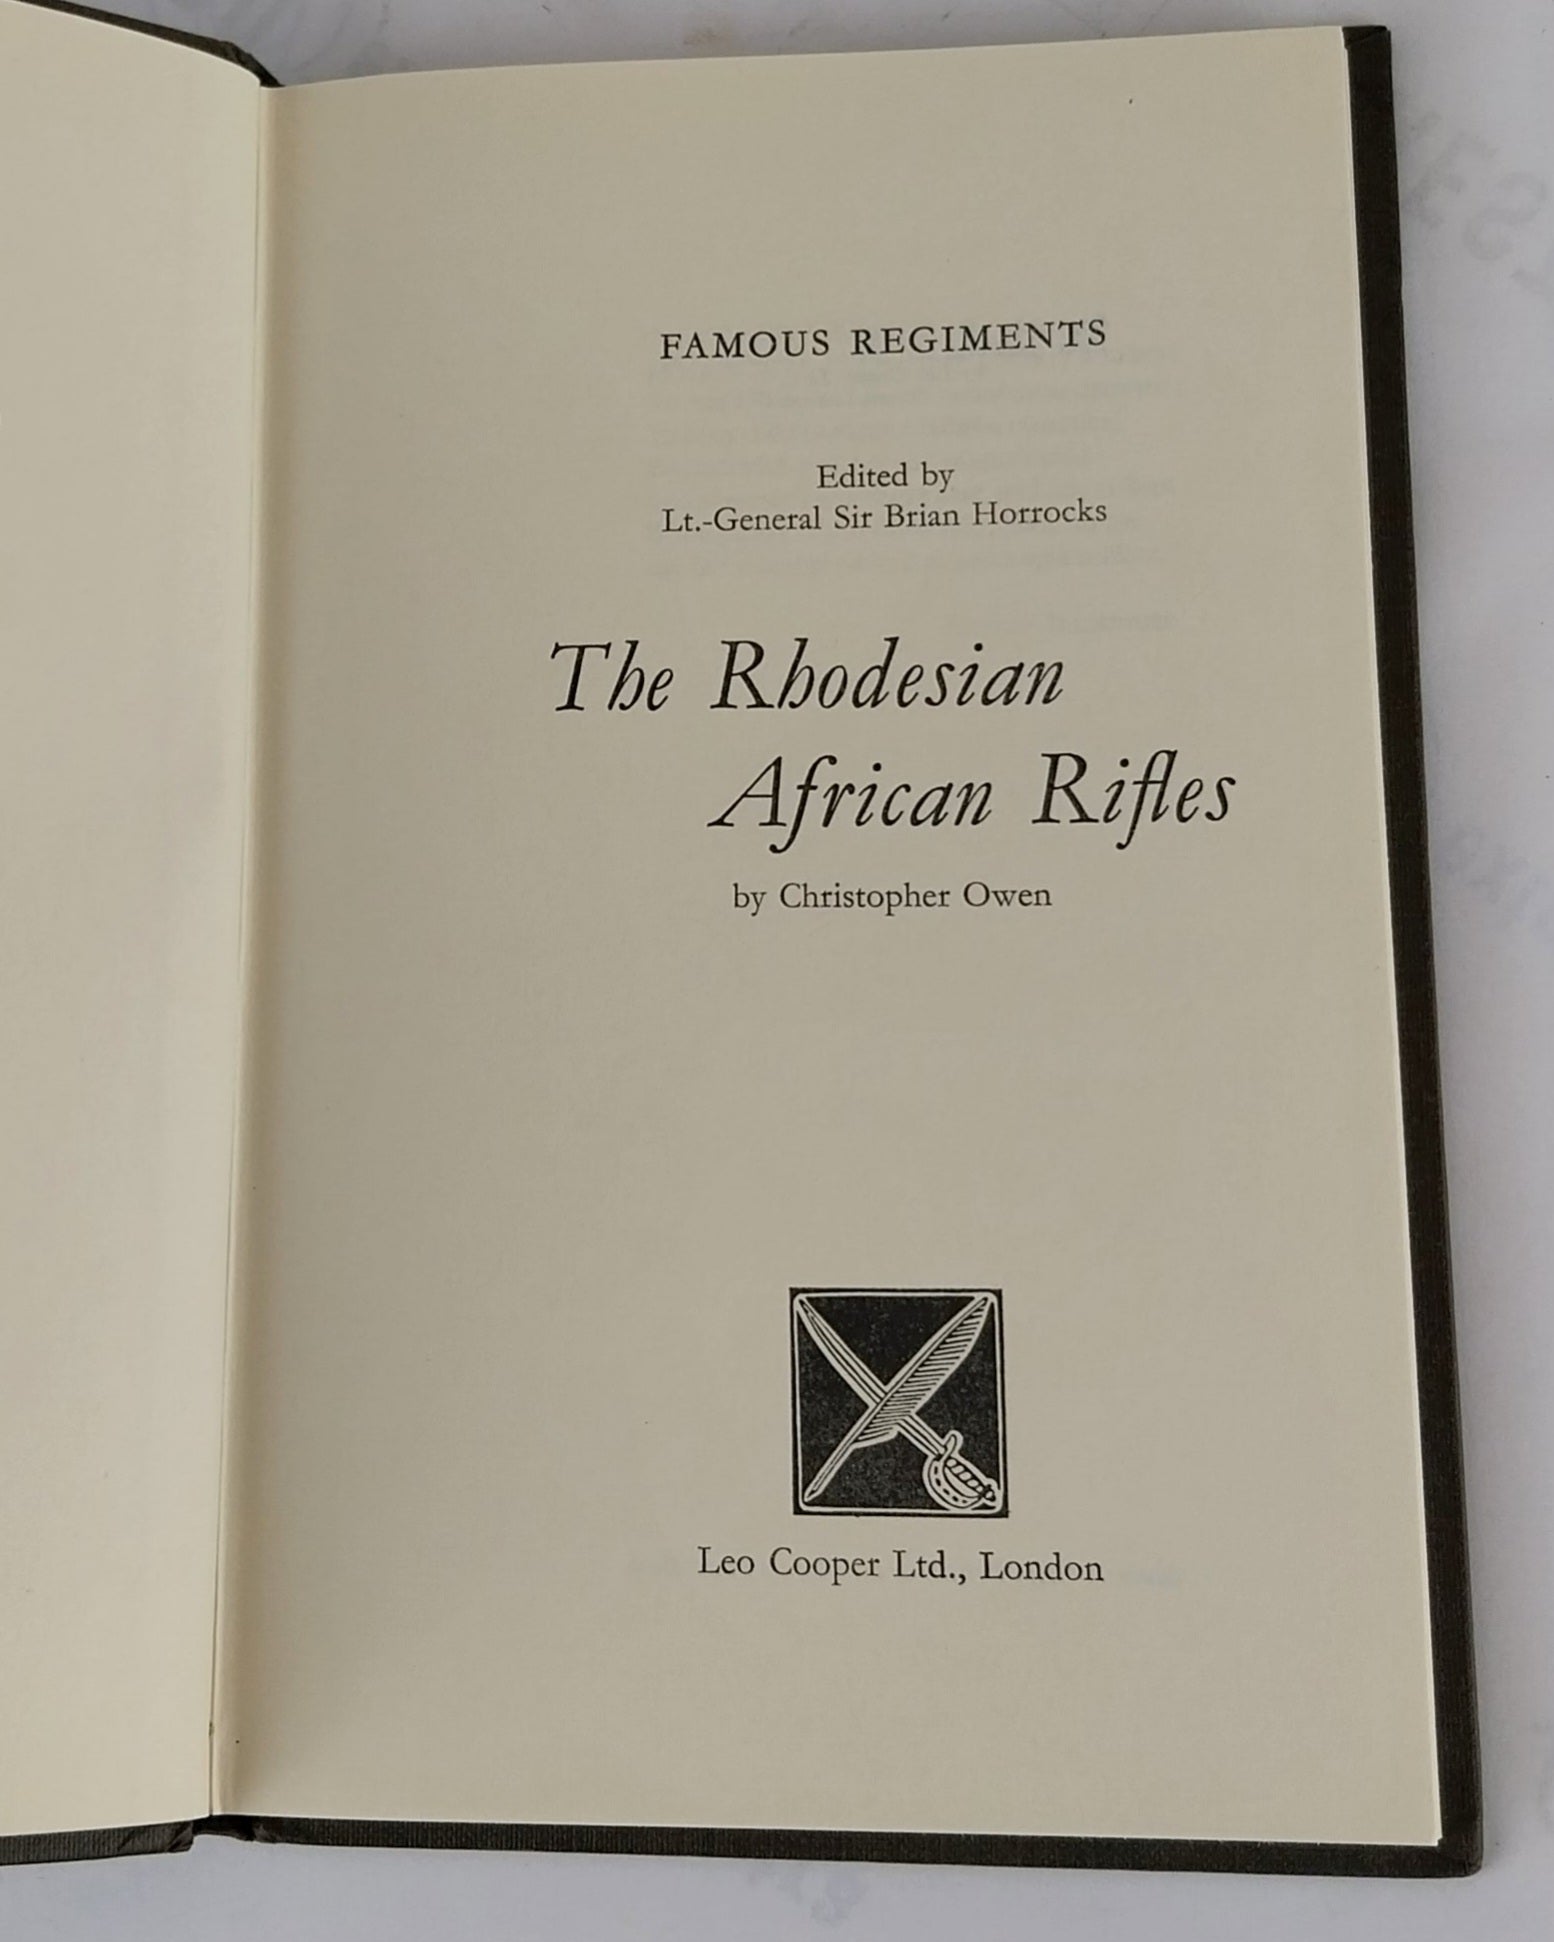 FAMOUS REGIMENTS
Edited by
Lt.-General Sir Brian Horrocks
The Rhodesian
African Rifles
by Christopher Owen
Leo Cooper Ltd., London